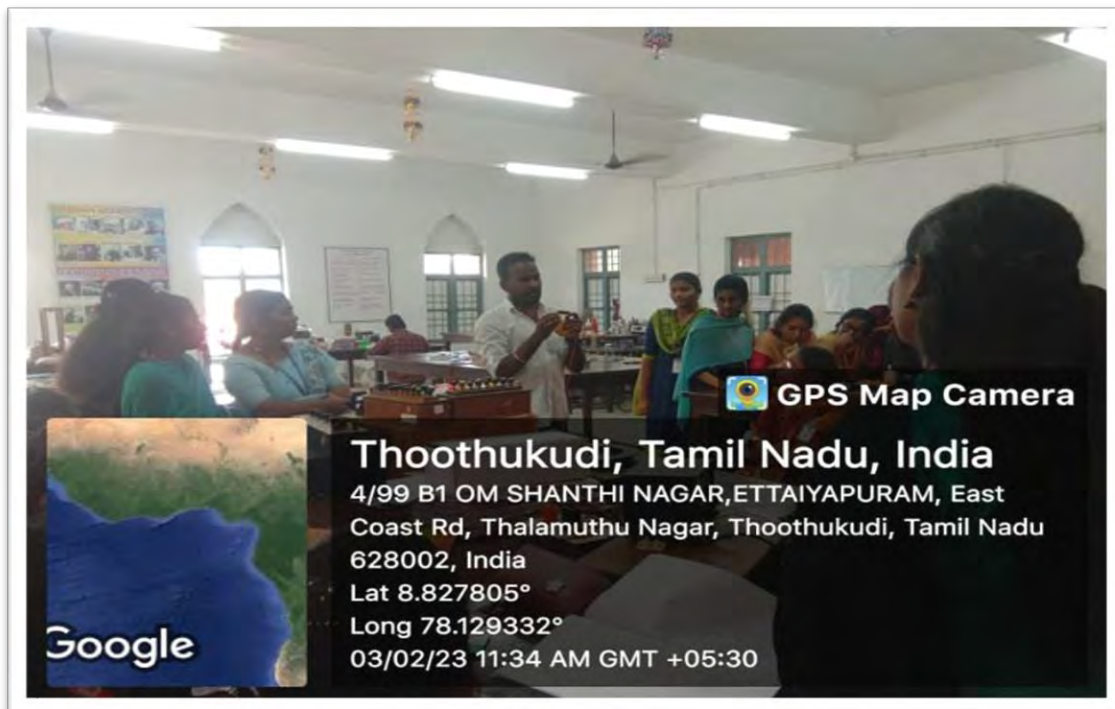 GPS Map Camera
Thoothukudi, Tamil Nadu, India
4/99 B1 OM SHANTHI NAGAR,ETTAIYAPURAM, East
Coast Rd, Thalamuthu Nagar, Thoothukudi, Tamil Nadu
628002, India
Lat 8.827805°
Long 78.129332°
03/02/23 11:34 AM GMT +05:30
Google